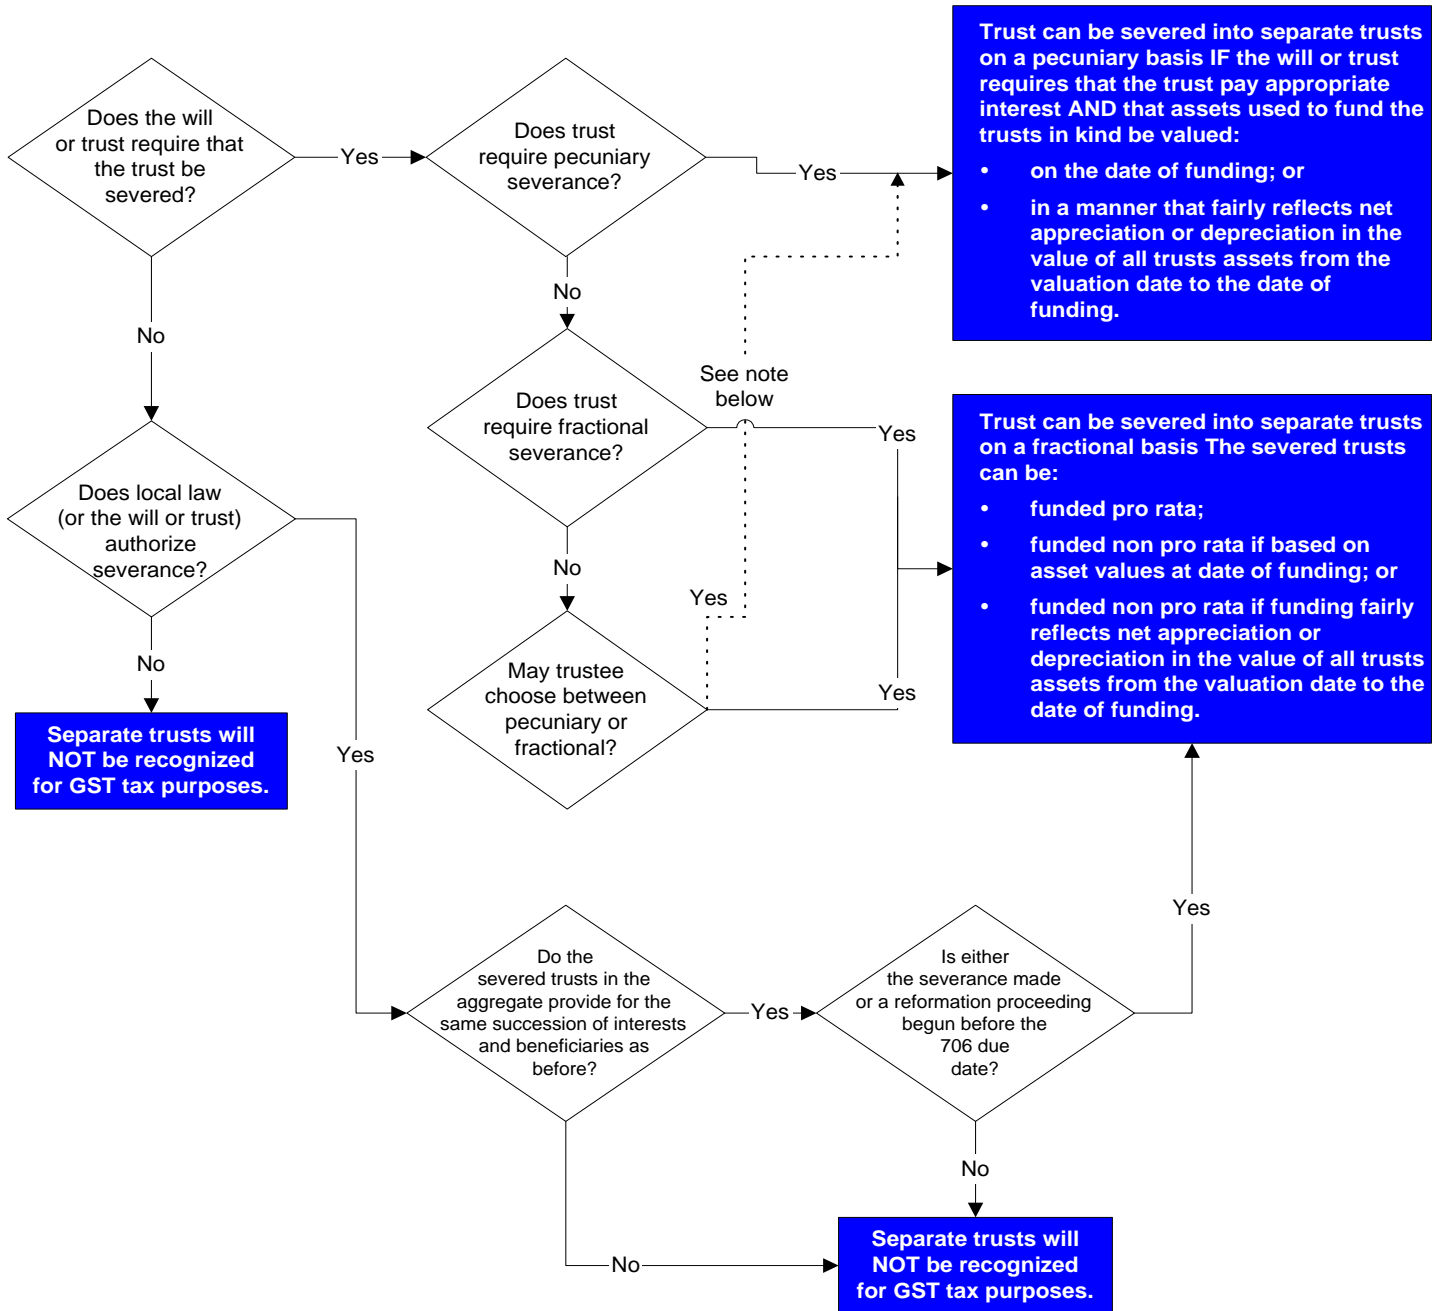 Does the will
or trust require that
the trust be
severed?
Yes
Does trust
require pecuniary
severance?
Yes
Trust can be severed into separate trusts
on a pecuniary basis IF the will or trust
requires that the trust pay appropriate
interest AND that assets used to fund the
trusts in kind be valued:
• on the date of funding; or
• in a manner that fairly reflects net
appreciation or depreciation in the
value of all trusts assets from the
valuation date to the date of
funding.
No
No
Does trust
require fractional
severance?
See note
below
Yes
Trust can be severed into separate trusts
on a fractional basis The severed trusts
can be:
• funded pro rata;
• funded non pro rata if based on
asset values at date of funding; or
• funded non pro rata if funding fairly
reflects net appreciation or
depreciation in the value of all trusts
assets from the valuation date to the
date of funding.
Does local law
(or the will or trust)
authorize
severance?
No
Yes
No
May trustee
choose between
pecuniary or
fractional?
Yes
Separate trusts will
NOT be recognized
for GST tax purposes.
Yes
Do the
severed trusts in the
aggregate provide for the
same succession of interests
and beneficiaries as
before?
Yes
Is either
the severance made
or a reformation proceeding
begun before the
706 due
date?
Yes
No
No
Separate trusts will
NOT be recognized
for GST tax purposes.